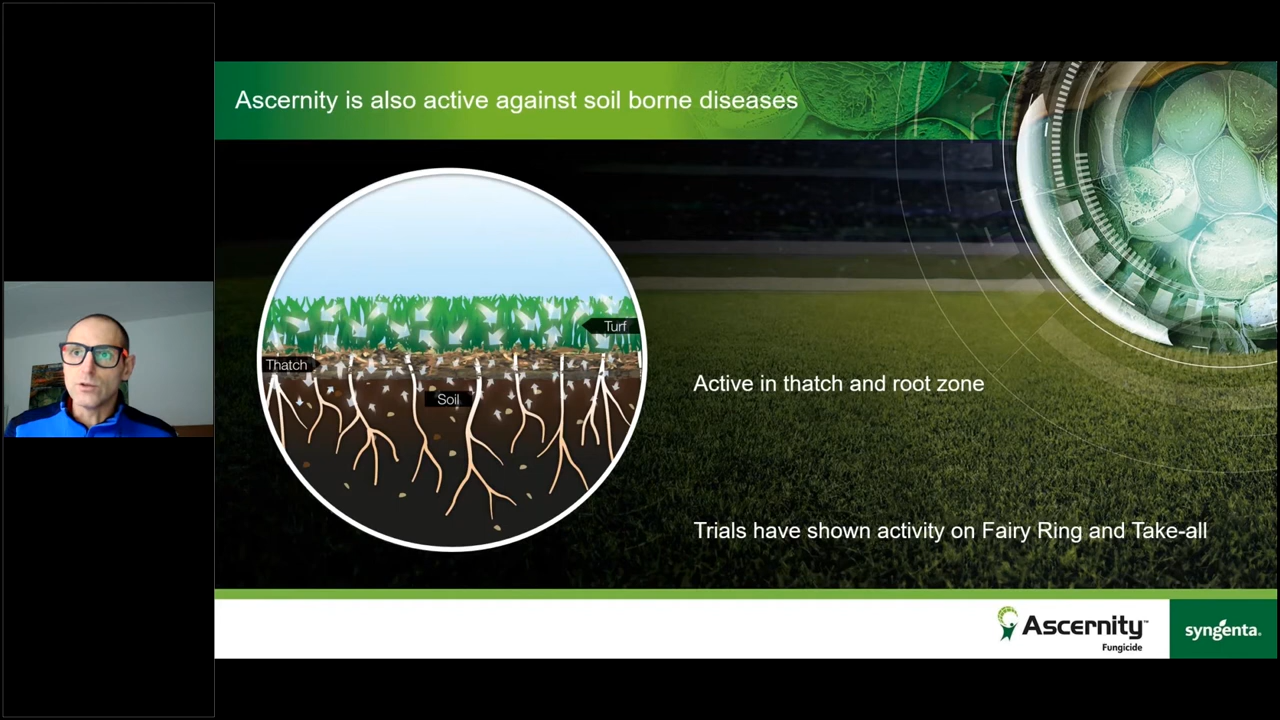 Ascernity is also active against soil borne diseases
Turf
Thatch
Soil
Active in thatch and root zone
Trials have shown activity on Fairy Ring and Take-all
Ascernity™
Fungicide
syngenta.